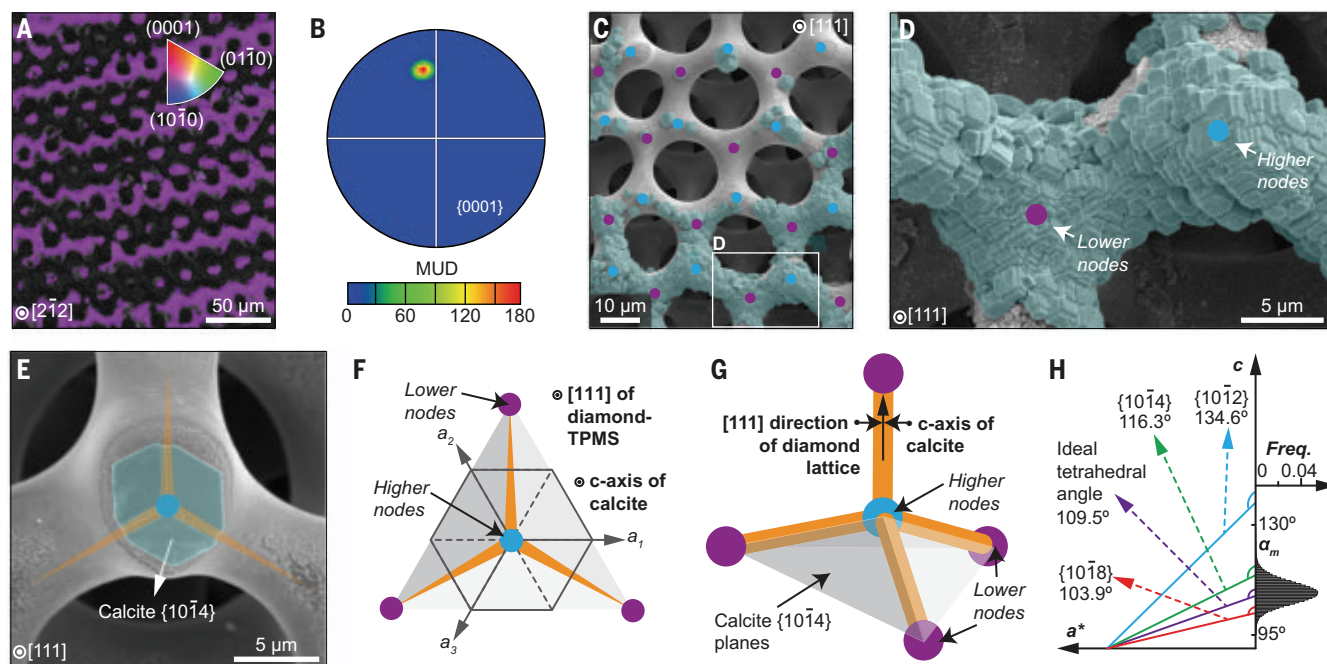 A
(0001)
(011̄0)
(101̄0)
⊙[21̄2]
50 µm
B
{0001}
MUD
0 60 120 180
C
⊙[111]
D
10 µm
D
Higher
nodes
Lower
nodes
⊙[111]
5 µm
E
Calcite {101̄4}
⊙[111]
5 µm
F
Lower
nodes
⊙ [111] of
diamond-
TPMS
a2
Higher
nodes
⊙ c-axis of
calcite
a1
a3
G
[111] direction
of diamond
lattice
c-axis of
calcite
Higher nodes
Calcite {101̄4}
planes
Lower
nodes
H
c
{101̄4}
116.3º
{101̄2}
134.6º
Freq.
0 0.04
Ideal
tetrahedral
angle
109.5º
130º
αm
{101̄8}
103.9º
95º
a*